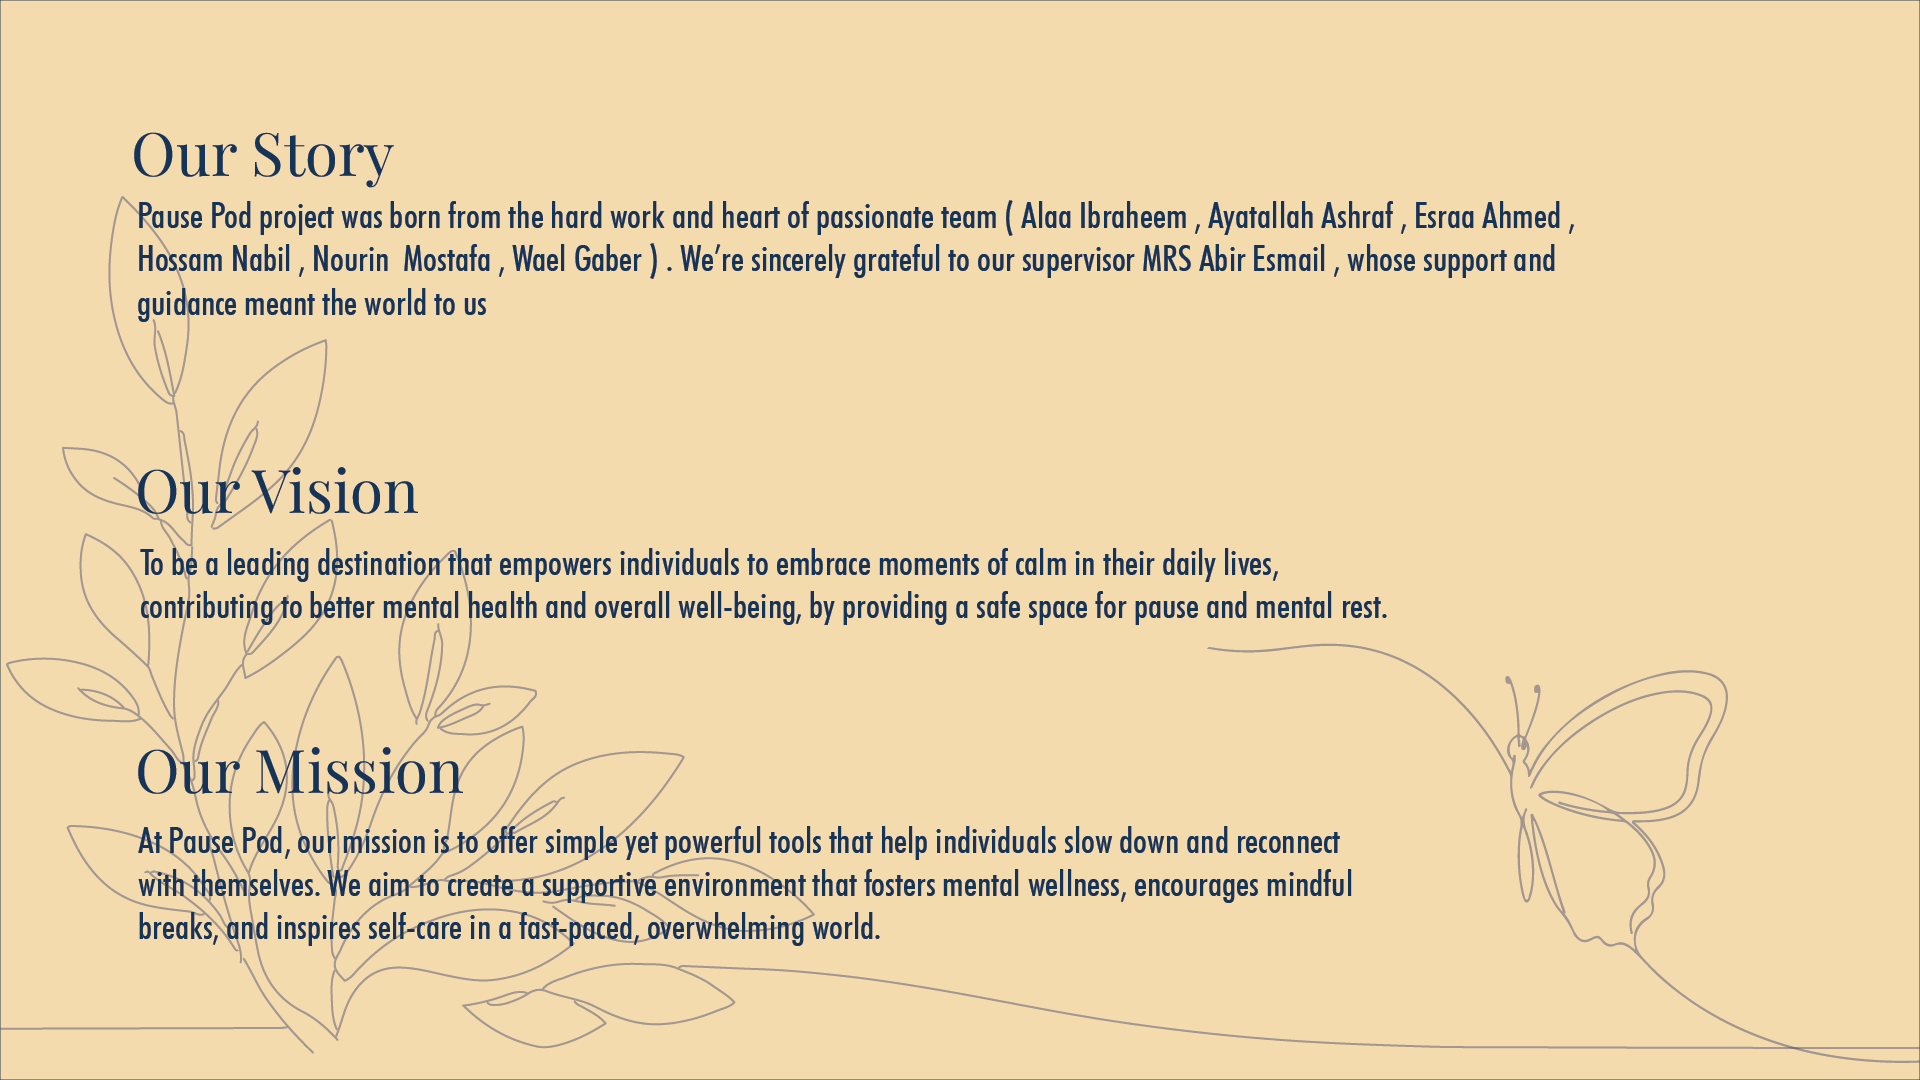 Our Story
Pause Pod project was born from the hard work and heart of passionate team ( Alaa Ibraheem , Ayatallah Ashraf , Esraa Ahmed ,
Hossam Nabil , Nourin  Mostafa , Wael Gaber ) . We’re sincerely grateful to our supervisor MRS Abir Esmail , whose support and
guidance meant the world to us
Our Vision
To be a leading destination that empowers individuals to embrace moments of calm in their daily lives,
contributing to better mental health and overall well-being, by providing a safe space for pause and mental rest.
Our Mission
At Pause Pod, our mission is to offer simple yet powerful tools that help individuals slow down and reconnect
with themselves. We aim to create a supportive environment that fosters mental wellness, encourages mindful
breaks, and inspires self-care in a fast-paced, overwhelming world.